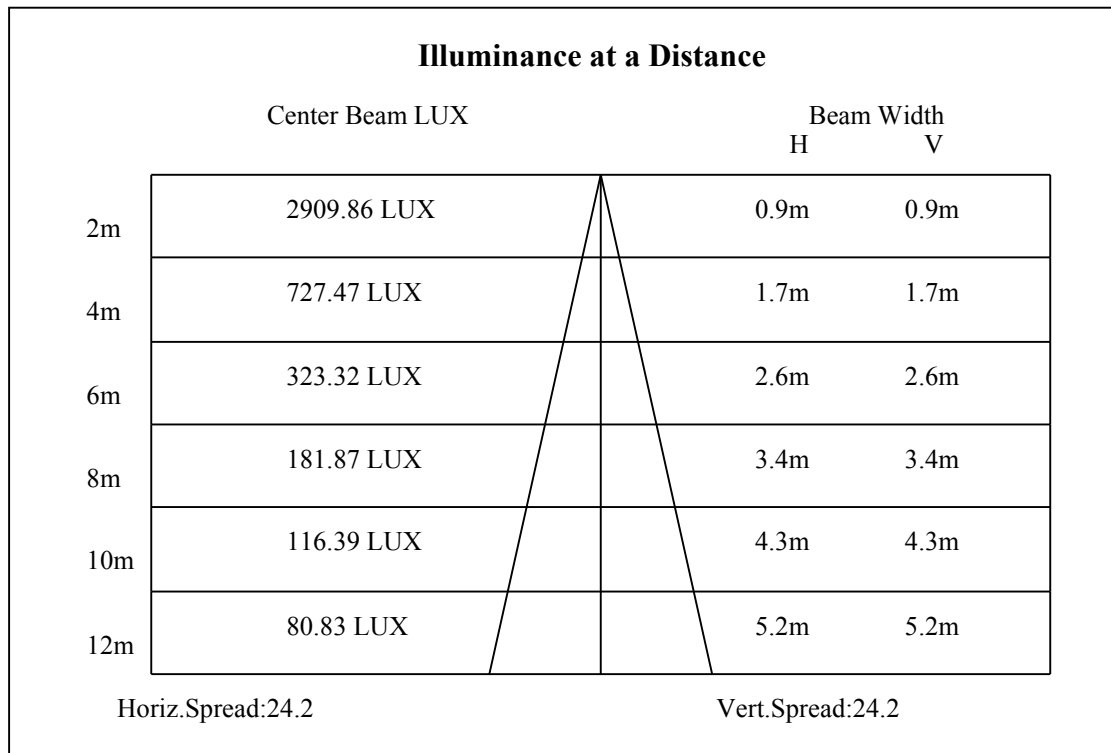 Illuminance at a Distance
Center Beam LUX Beam Width
H V
2m 2909.86 LUX 0.9m 0.9m
4m 727.47 LUX 1.7m 1.7m
6m 323.32 LUX 2.6m 2.6m
8m 181.87 LUX 3.4m 3.4m
10m 116.39 LUX 4.3m 4.3m
12m 80.83 LUX 5.2m 5.2m
Horiz.Spread:24.2 Vert.Spread:24.2